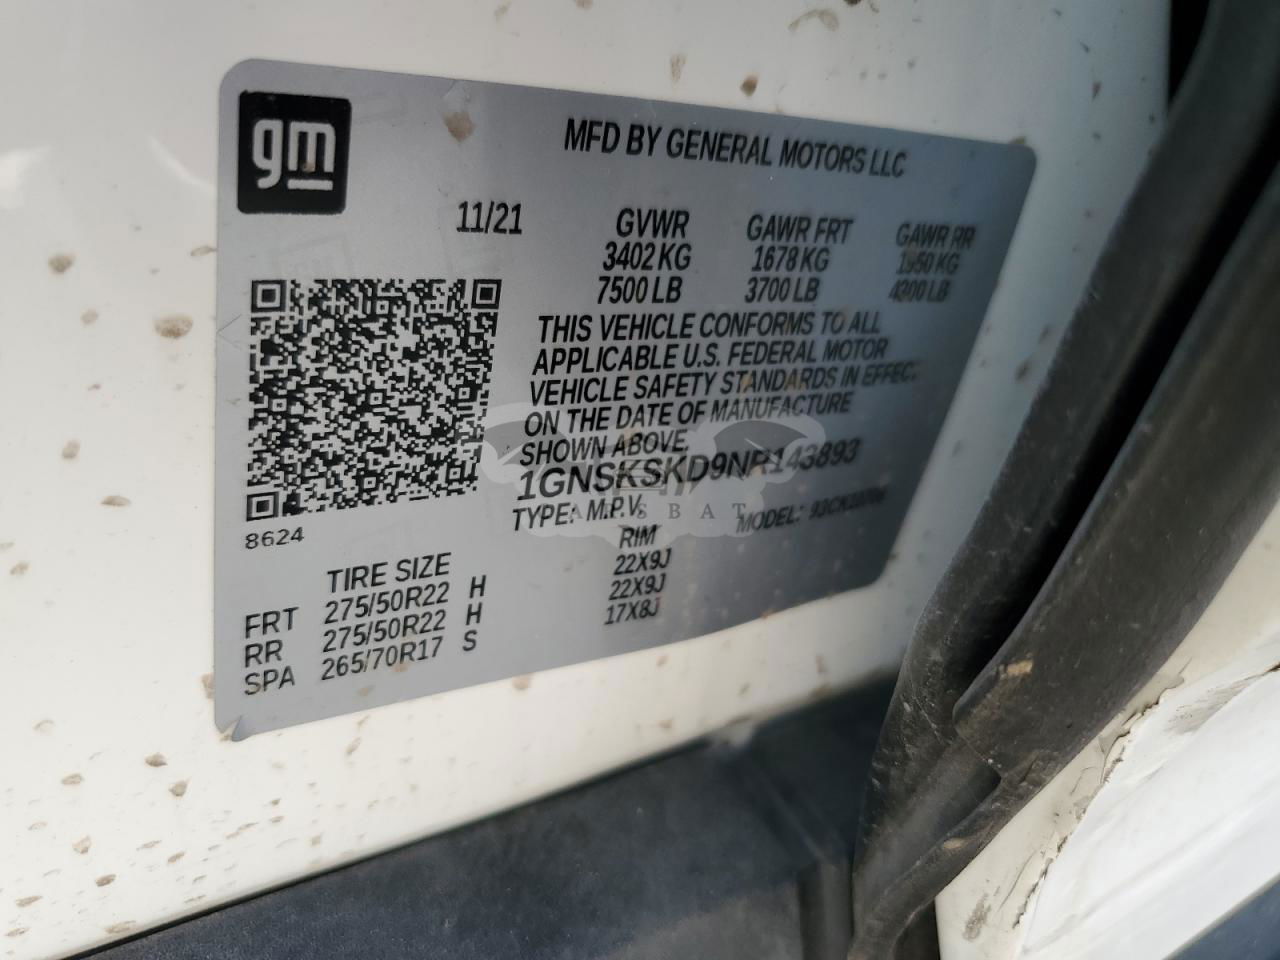 gm
MFD BY GENERAL MOTORS LLC
11/21
GVWR GAWR FRT GAWR RR
3402 KG 1678 KG 1950 KG
7500 LB 3700 LB 4300 LB
THIS VEHICLE CONFORMS TO ALL
APPLICABLE U.S. FEDERAL MOTOR
VEHICLE SAFETY STANDARDS IN EFFECT
ON THE DATE OF MANUFACTURE
SHOWN ABOVE.
1GNSKSKD9NR143893
TYPE: M.P.V. MODEL:
8624
TIRE SIZE RIM
FRT 275/50R22 H 22X9J
RR 275/50R22 H 22X9J
SPA 265/70R17 S 17X8J